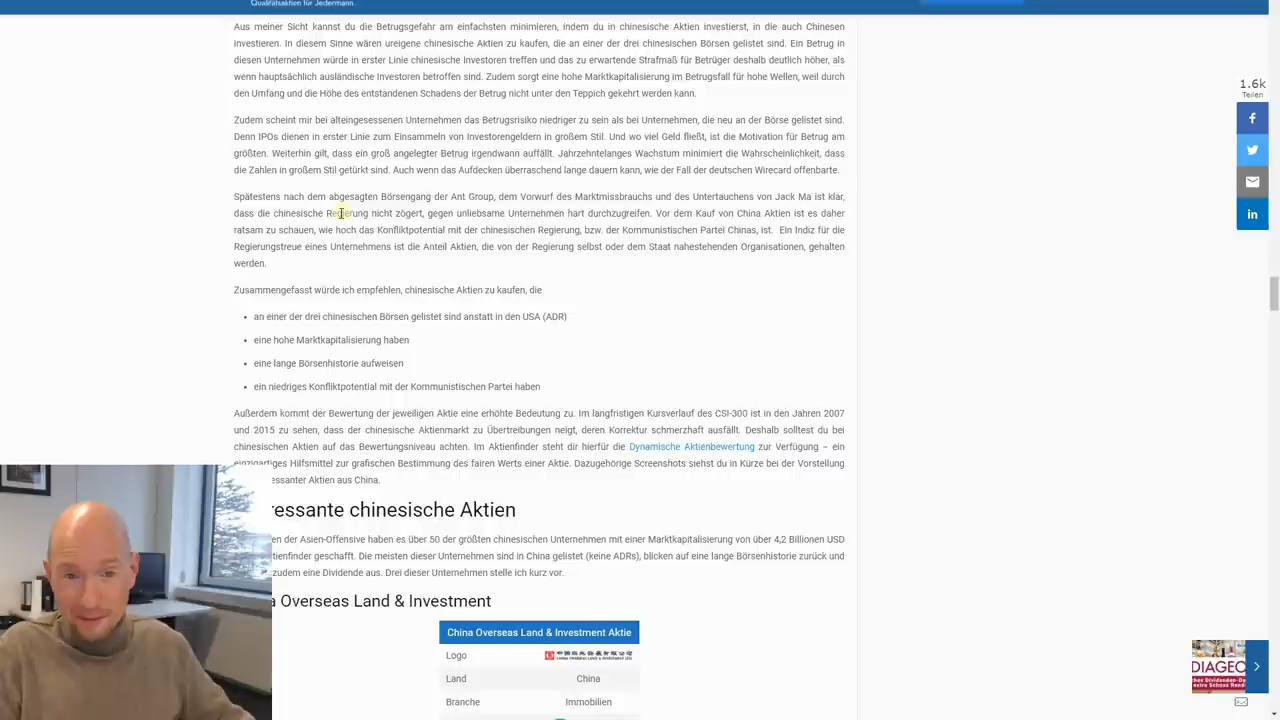 Qualitätsaktien für Jedermann.
Aus meiner Sicht kannst du die Betrugsgefahr am einfachsten minimieren, indem du in chinesische Aktien investierst, in die auch Chinesen
investieren. In diesem Sinne wären ureigene chinesische Aktien zu kaufen, die an einer der drei chinesischen Börsen gelistet sind. Ein Betrug in
diesen Unternehmen würde in erster Linie chinesische Investoren treffen und das zu erwartende Strafmaß für Betrüger deshalb deutlich höher, als
wenn hauptsächlich ausländische Investoren betroffen sind. Zudem sorgt eine hohe Marktkapitalisierung im Betrugsfall für hohe Wellen, weil durch
den Umfang und die Höhe des entstandenen Schadens der Betrug nicht unter den Teppich gekehrt werden kann.
Zudem scheint mir bei alteingesessenen Unternehmen das Betrugsrisiko niedriger zu sein als bei Unternehmen, die neu an der Börse gelistet sind.
Denn IPOs dienen in erster Linie zum Einsammeln von Investorengeldern in großem Stil. Und wo viel Geld fließt, ist die Motivation für Betrug am
größten. Weiterhin gilt, dass ein groß angelegter Betrug irgendwann auffällt. Jahrzehntelanges Wachstum minimiert die Wahrscheinlichkeit, dass
die Zahlen in großem Stil getürkt sind. Auch wenn das Aufdecken überraschend lange dauern kann, wie der Fall der deutschen Wirecard offenbarte.
Spätestens nach dem abgesagten Börsengang der Ant Group, dem Vorwurf des Marktmissbrauchs und des Untertauchens von Jack Ma ist klar,
dass die chinesische Regierung nicht zögert, gegen unliebsame Unternehmen hart durchzugreifen. Vor dem Kauf von China Aktien ist es daher
ratsam zu schauen, wie hoch das Konfliktpotential mit der chinesischen Regierung, bzw. der Kommunistischen Partei Chinas, ist. Ein Indiz für die
Regierungstreue eines Unternehmens ist die Anteil Aktien, die von der Regierung selbst oder dem Staat nahestehenden Organisationen, gehalten
werden.
Zusammengefasst würde ich empfehlen, chinesische Aktien zu kaufen, die
• an einer der drei chinesischen Börsen gelistet sind anstatt in den USA (ADR)
• eine hohe Marktkapitalisierung haben
• eine lange Börsenhistorie aufweisen
• ein niedriges Konfliktpotential mit der Kommunistischen Partei haben
Außerdem kommt der Bewertung der jeweiligen Aktie eine erhöhte Bedeutung zu. Im langfristigen Kursverlauf des CSI-300 ist in den Jahren 2007
und 2015 zu sehen, dass der chinesische Aktienmarkt zu Übertreibungen neigt, deren Korrektur schmerzhaft ausfällt. Deshalb solltest du bei
chinesischen Aktien auf das Bewertungsniveau achten. Im Aktienfinder steht dir hierfür die Dynamische Aktienbewertung zur Verfügung – ein
einzigartiges Hilfsmittel zur grafischen Bestimmung des fairen Werts einer Aktie. Dazugehörige Screenshots siehst du in Kürze bei der Vorstellung
essanter Aktien aus China.
ressante chinesische Aktien
en der Asien-Offensive haben es über 50 der größten chinesischen Unternehmen mit einer Marktkapitalisierung von über 4,2 Billionen USD
tienfinder geschafft. Die meisten dieser Unternehmen sind in China gelistet (keine ADRs), blicken auf eine lange Börsenhistorie zurück und
zudem eine Dividende aus. Drei dieser Unternehmen stelle ich kurz vor.
a Overseas Land & Investment
China Overseas Land & Investment Aktie
Logo
Land China
Branche Immobilien
1.6k
Teilen
DIAGEO